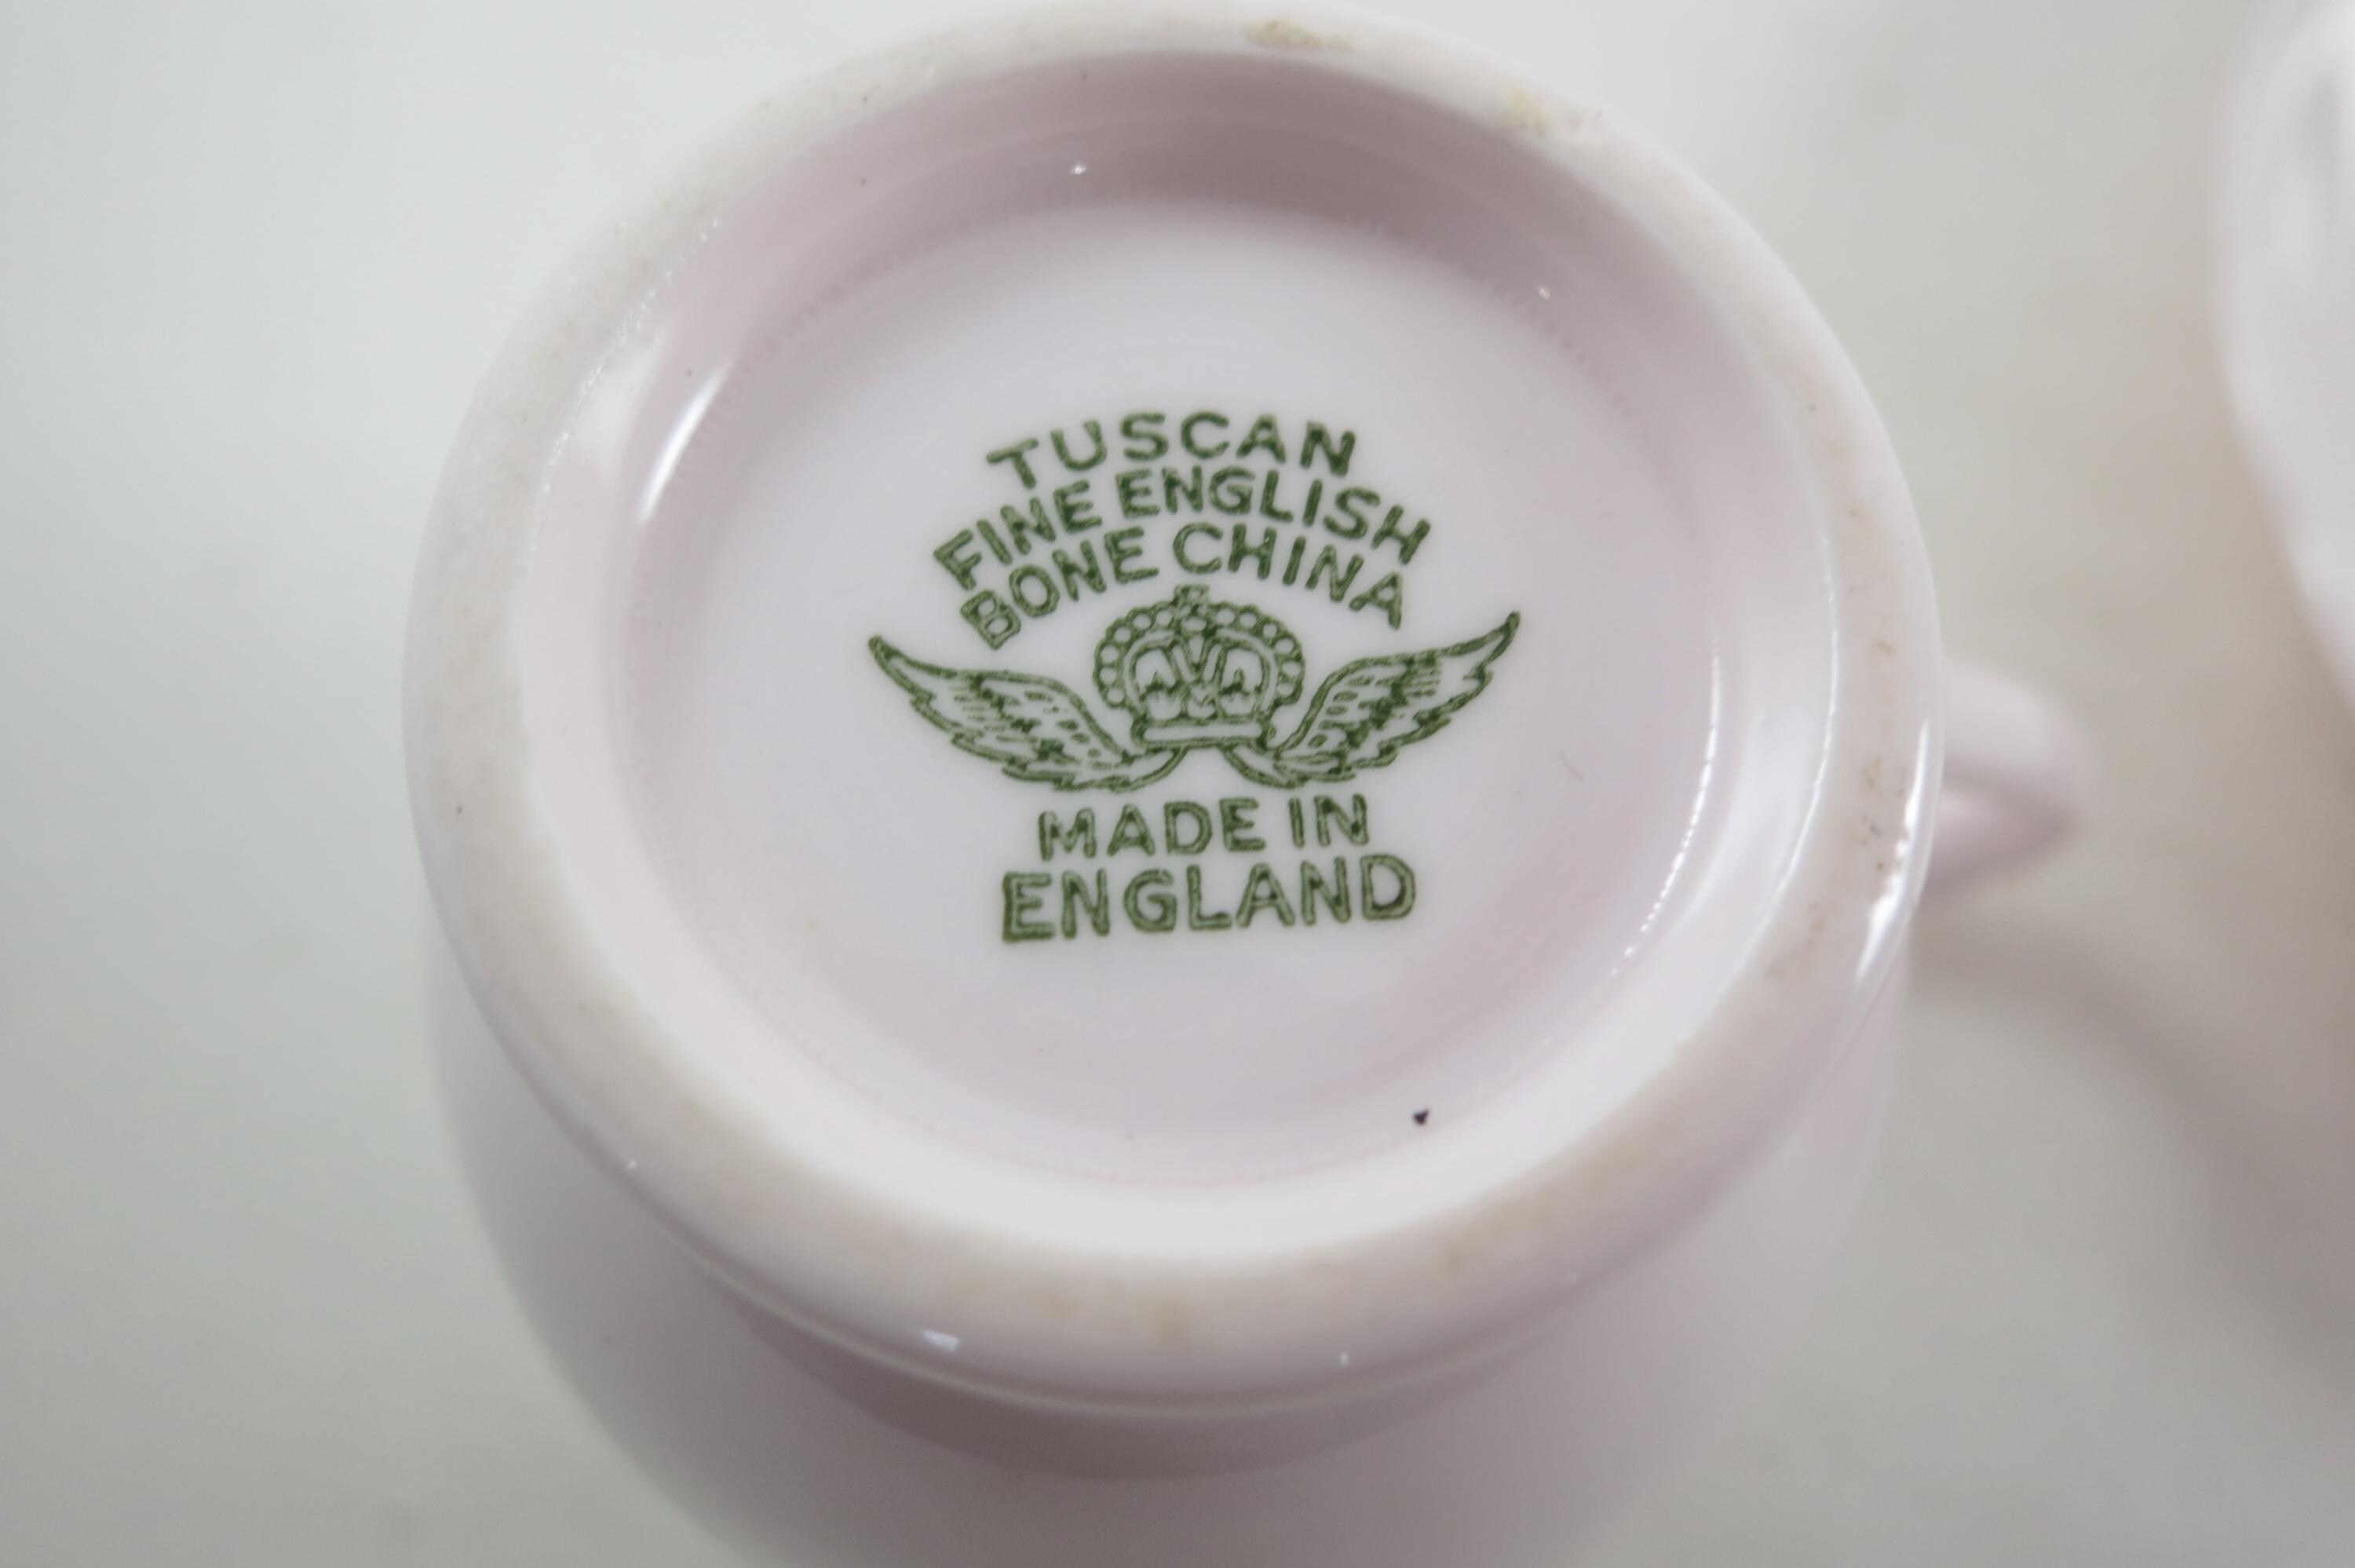 TUSCAN
FINE ENGLISH
BONE CHINA
MADE IN
ENGLAND